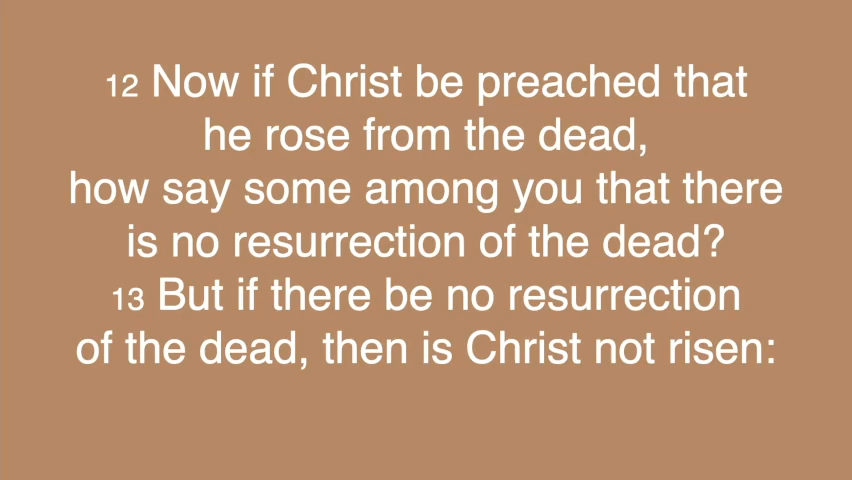 12 Now if Christ be preached that
he rose from the dead,
how say some among you that there
is no resurrection of the dead?
13 But if there be no resurrection
of the dead, then is Christ not risen: